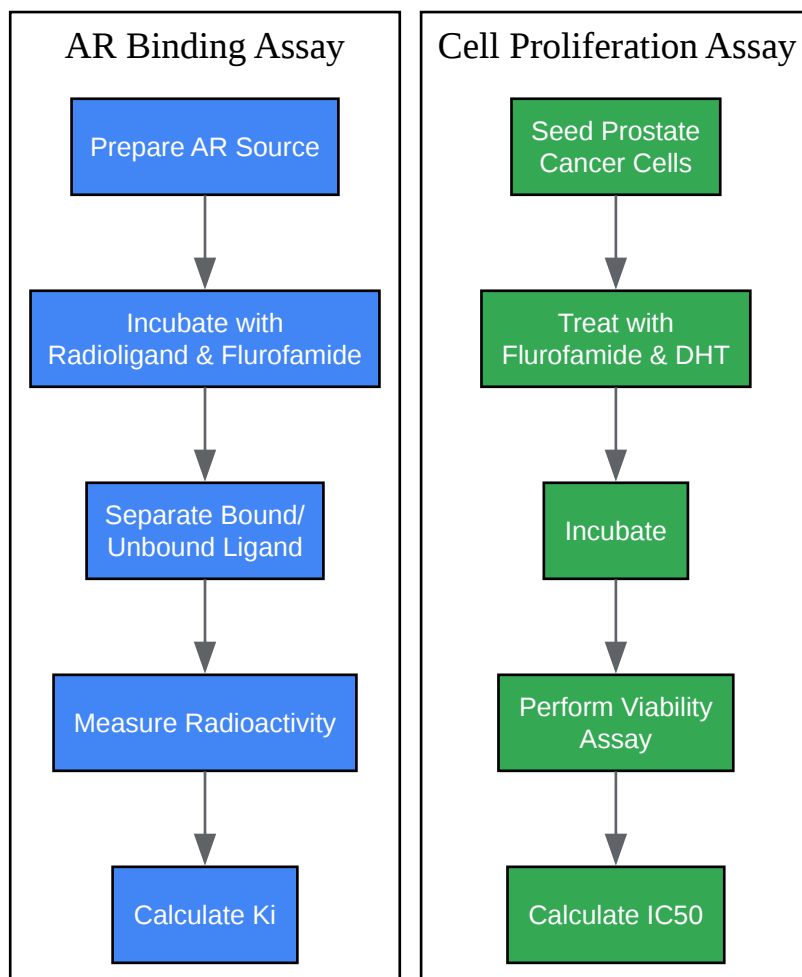 AR Binding Assay
Prepare AR Source
Incubate with
Radioligand & Flurofamide
Separate Bound/
Unbound Ligand
Measure Radioactivity
Calculate Ki
Cell Proliferation Assay
Seed Prostate
Cancer Cells
Treat with
Flurofamide & DHT
Incubate
Perform Viability
Assay
Calculate IC50